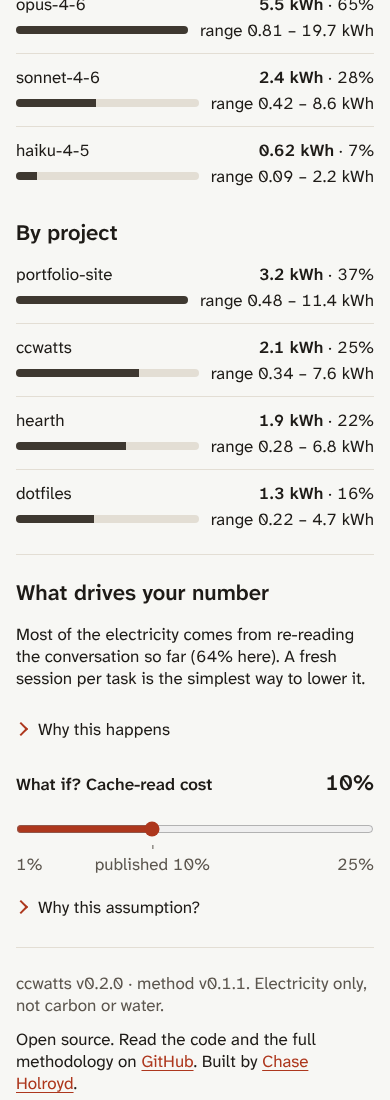 opus-4-6 5.5 kWh · 65%
range 0.81 – 19.7 kWh
sonnet-4-6 2.4 kWh · 28%
range 0.42 – 8.6 kWh
haiku-4-5 0.62 kWh · 7%
range 0.09 – 2.2 kWh
By project
portfolio-site 3.2 kWh · 37%
range 0.48 – 11.4 kWh
ccwatts 2.1 kWh · 25%
range 0.34 – 7.6 kWh
hearth 1.9 kWh · 22%
range 0.28 – 6.8 kWh
dotfiles 1.3 kWh · 16%
range 0.22 – 4.7 kWh
What drives your number
Most of the electricity comes from re-reading
the conversation so far (64% here). A fresh
session per task is the simplest way to lower it.
Why this happens
What if? Cache-read cost 10%
1% published 10% 25%
Why this assumption?
ccwatts v0.2.0 · method v0.1.1. Electricity only,
not carbon or water.
Open source. Read the code and the full
methodology on GitHub. Built by Chase
Holroyd.